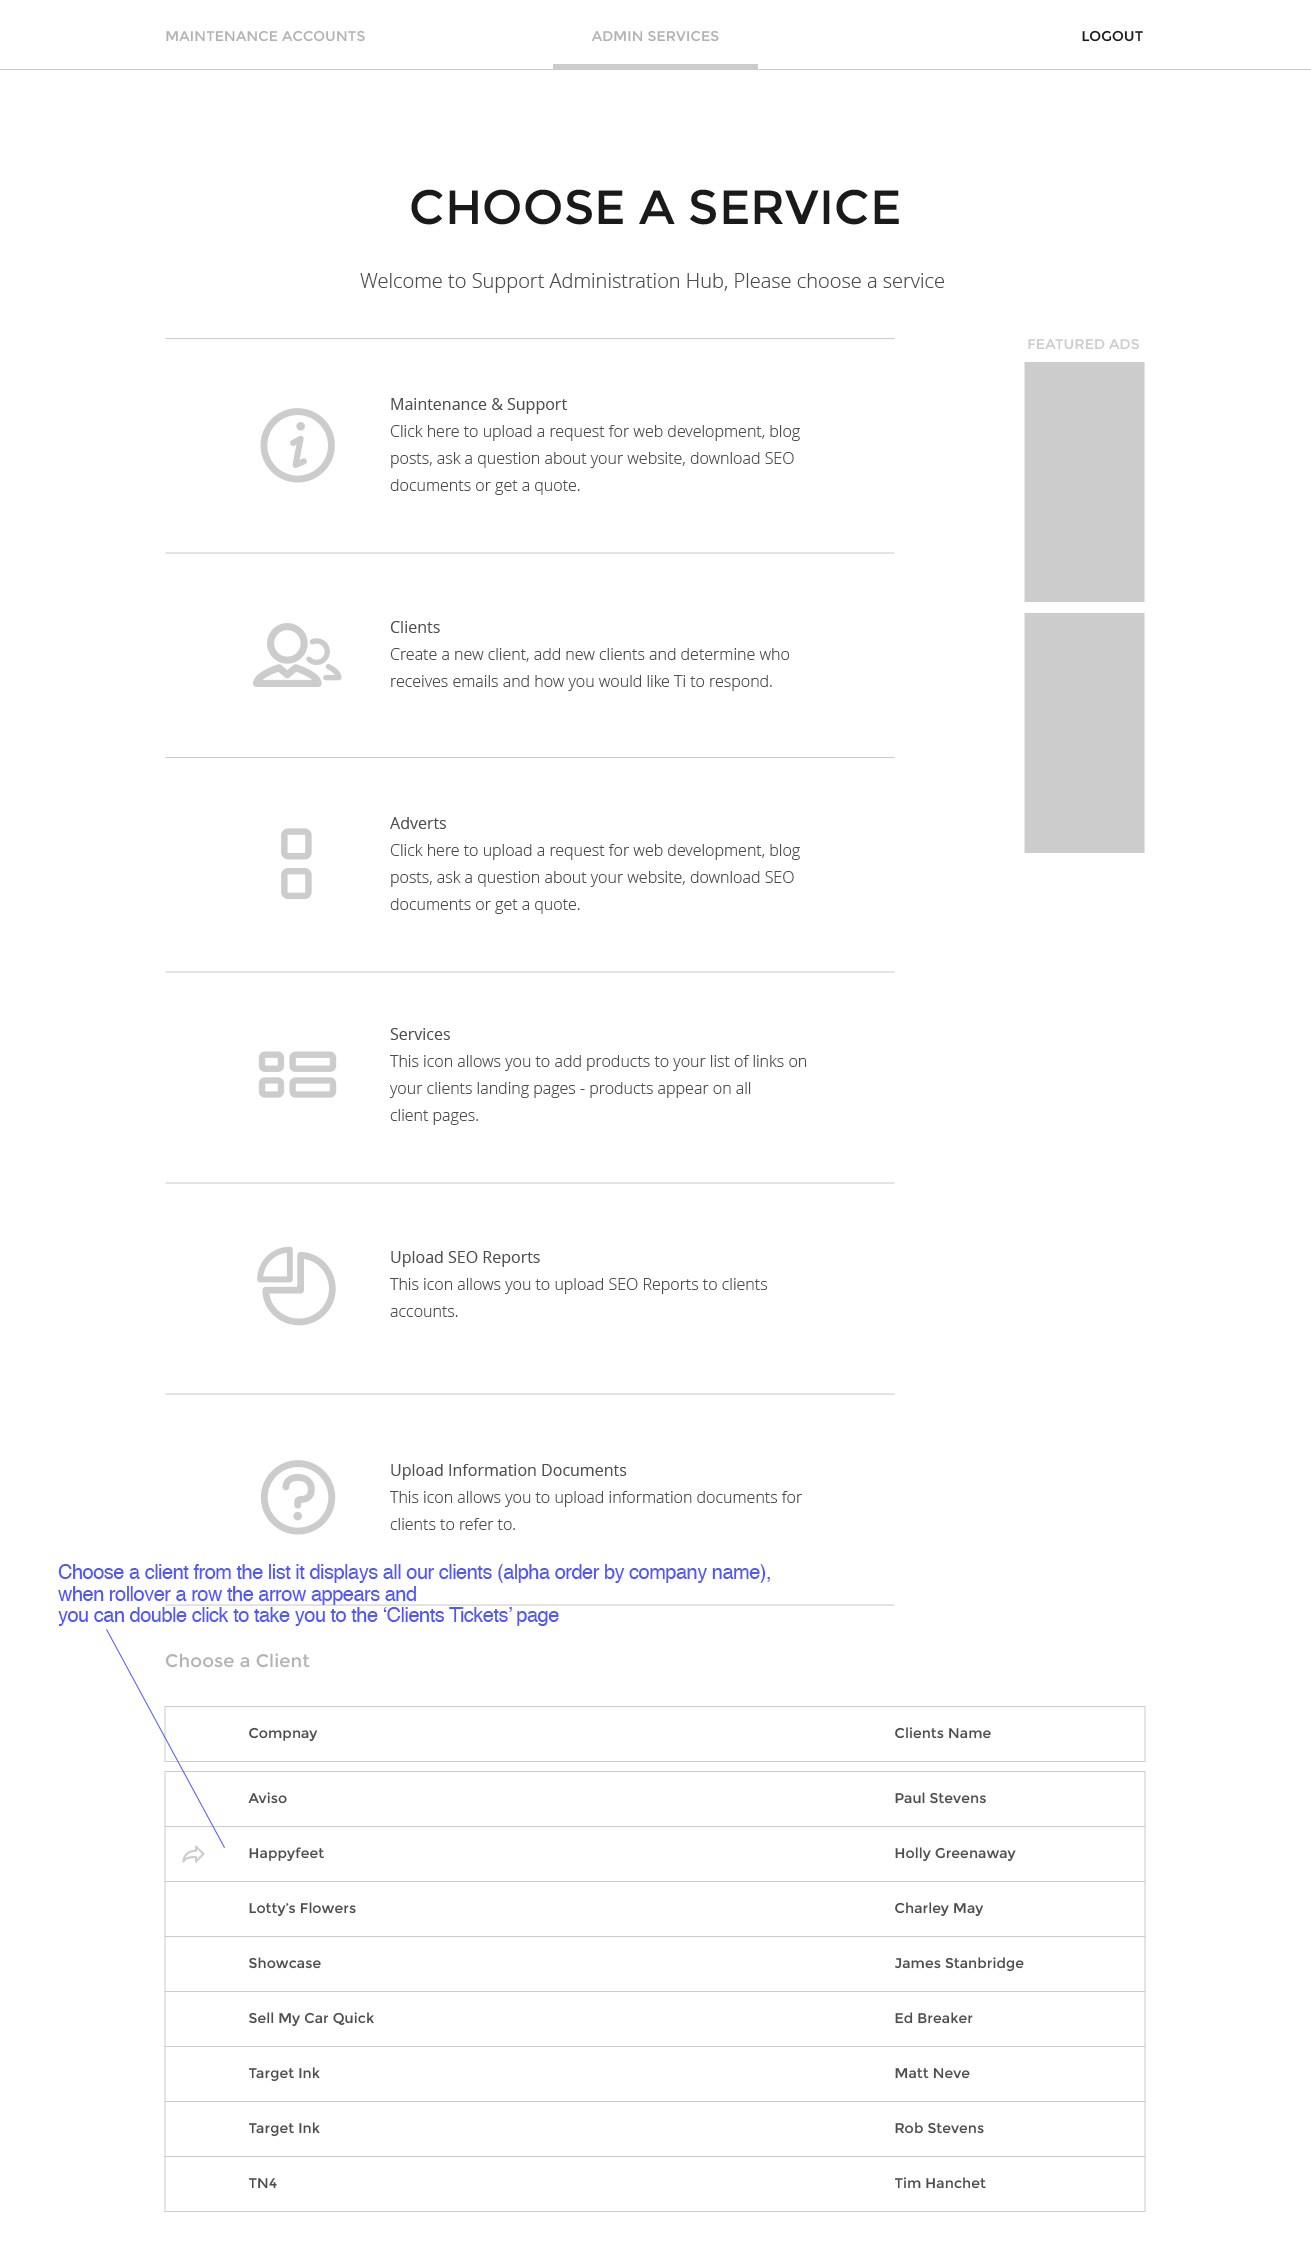 MAINTENANCE ACCOUNTS
ADMIN SERVICES
LOGOUT
CHOOSE A SERVICE
Welcome to Support Administration Hub, Please choose a service
FEATURED ADS
Maintenance & Support
Click here to upload a request for web development, blog
posts, ask a question about your website, download SEO
documents or get a quote.
Clients
Create a new client, add new clients and determine who
receives emails and how you would like Ti to respond.
Adverts
Click here to upload a request for web development, blog
posts, ask a question about your website, download SEO
documents or get a quote.
Services
This icon allows you to add products to your list of links on
your clients landing pages - products appear on all
client pages.
Upload SEO Reports
This icon allows you to upload SEO Reports to clients
accounts.
Upload Information Documents
This icon allows you to upload information documents for
clients to refer to.
Choose a client from the list it displays all our clients (alpha order by company name),
when rollover a row the arrow appears and
you can double click to take you to the ‘Clients Tickets’ page
Choose a Client
Compnay Clients Name
Aviso Paul Stevens
Happyfeet Holly Greenaway
Lotty’s Flowers Charley May
Showcase James Stanbridge
Sell My Car Quick Ed Breaker
Target Ink Matt Neve
Target Ink Rob Stevens
TN4 Tim Hanchet